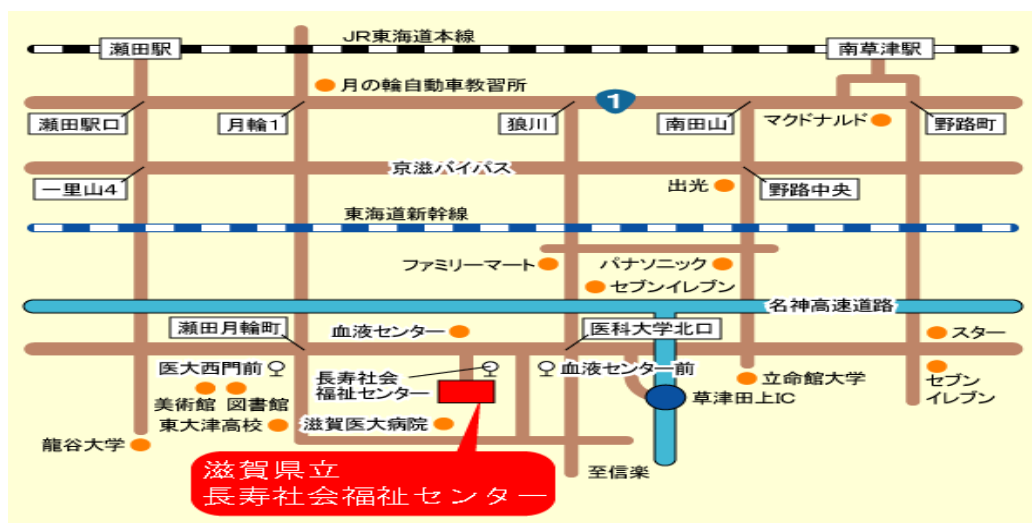 JR東海道本線
瀬田駅
南草津駅
月の輪自動車教習所
1
瀬田駅口
月輪1
狼川
南田山
マクドナルド
野路町
京滋バイパス
一里山4
出光
野路中央
東海道新幹線
ファミリーマート
パナソニック
セブンイレブン
名神高速道路
瀬田月輪町
血液センター
医科大学北口
スター
医大西門前
長寿社会
福祉センター
血液センター前
立命館大学
セブン
イレブン
美術館
図書館
草津田上IC
東大津高校
滋賀医大病院
龍谷大学
至信楽
滋賀県立
長寿社会福祉センター